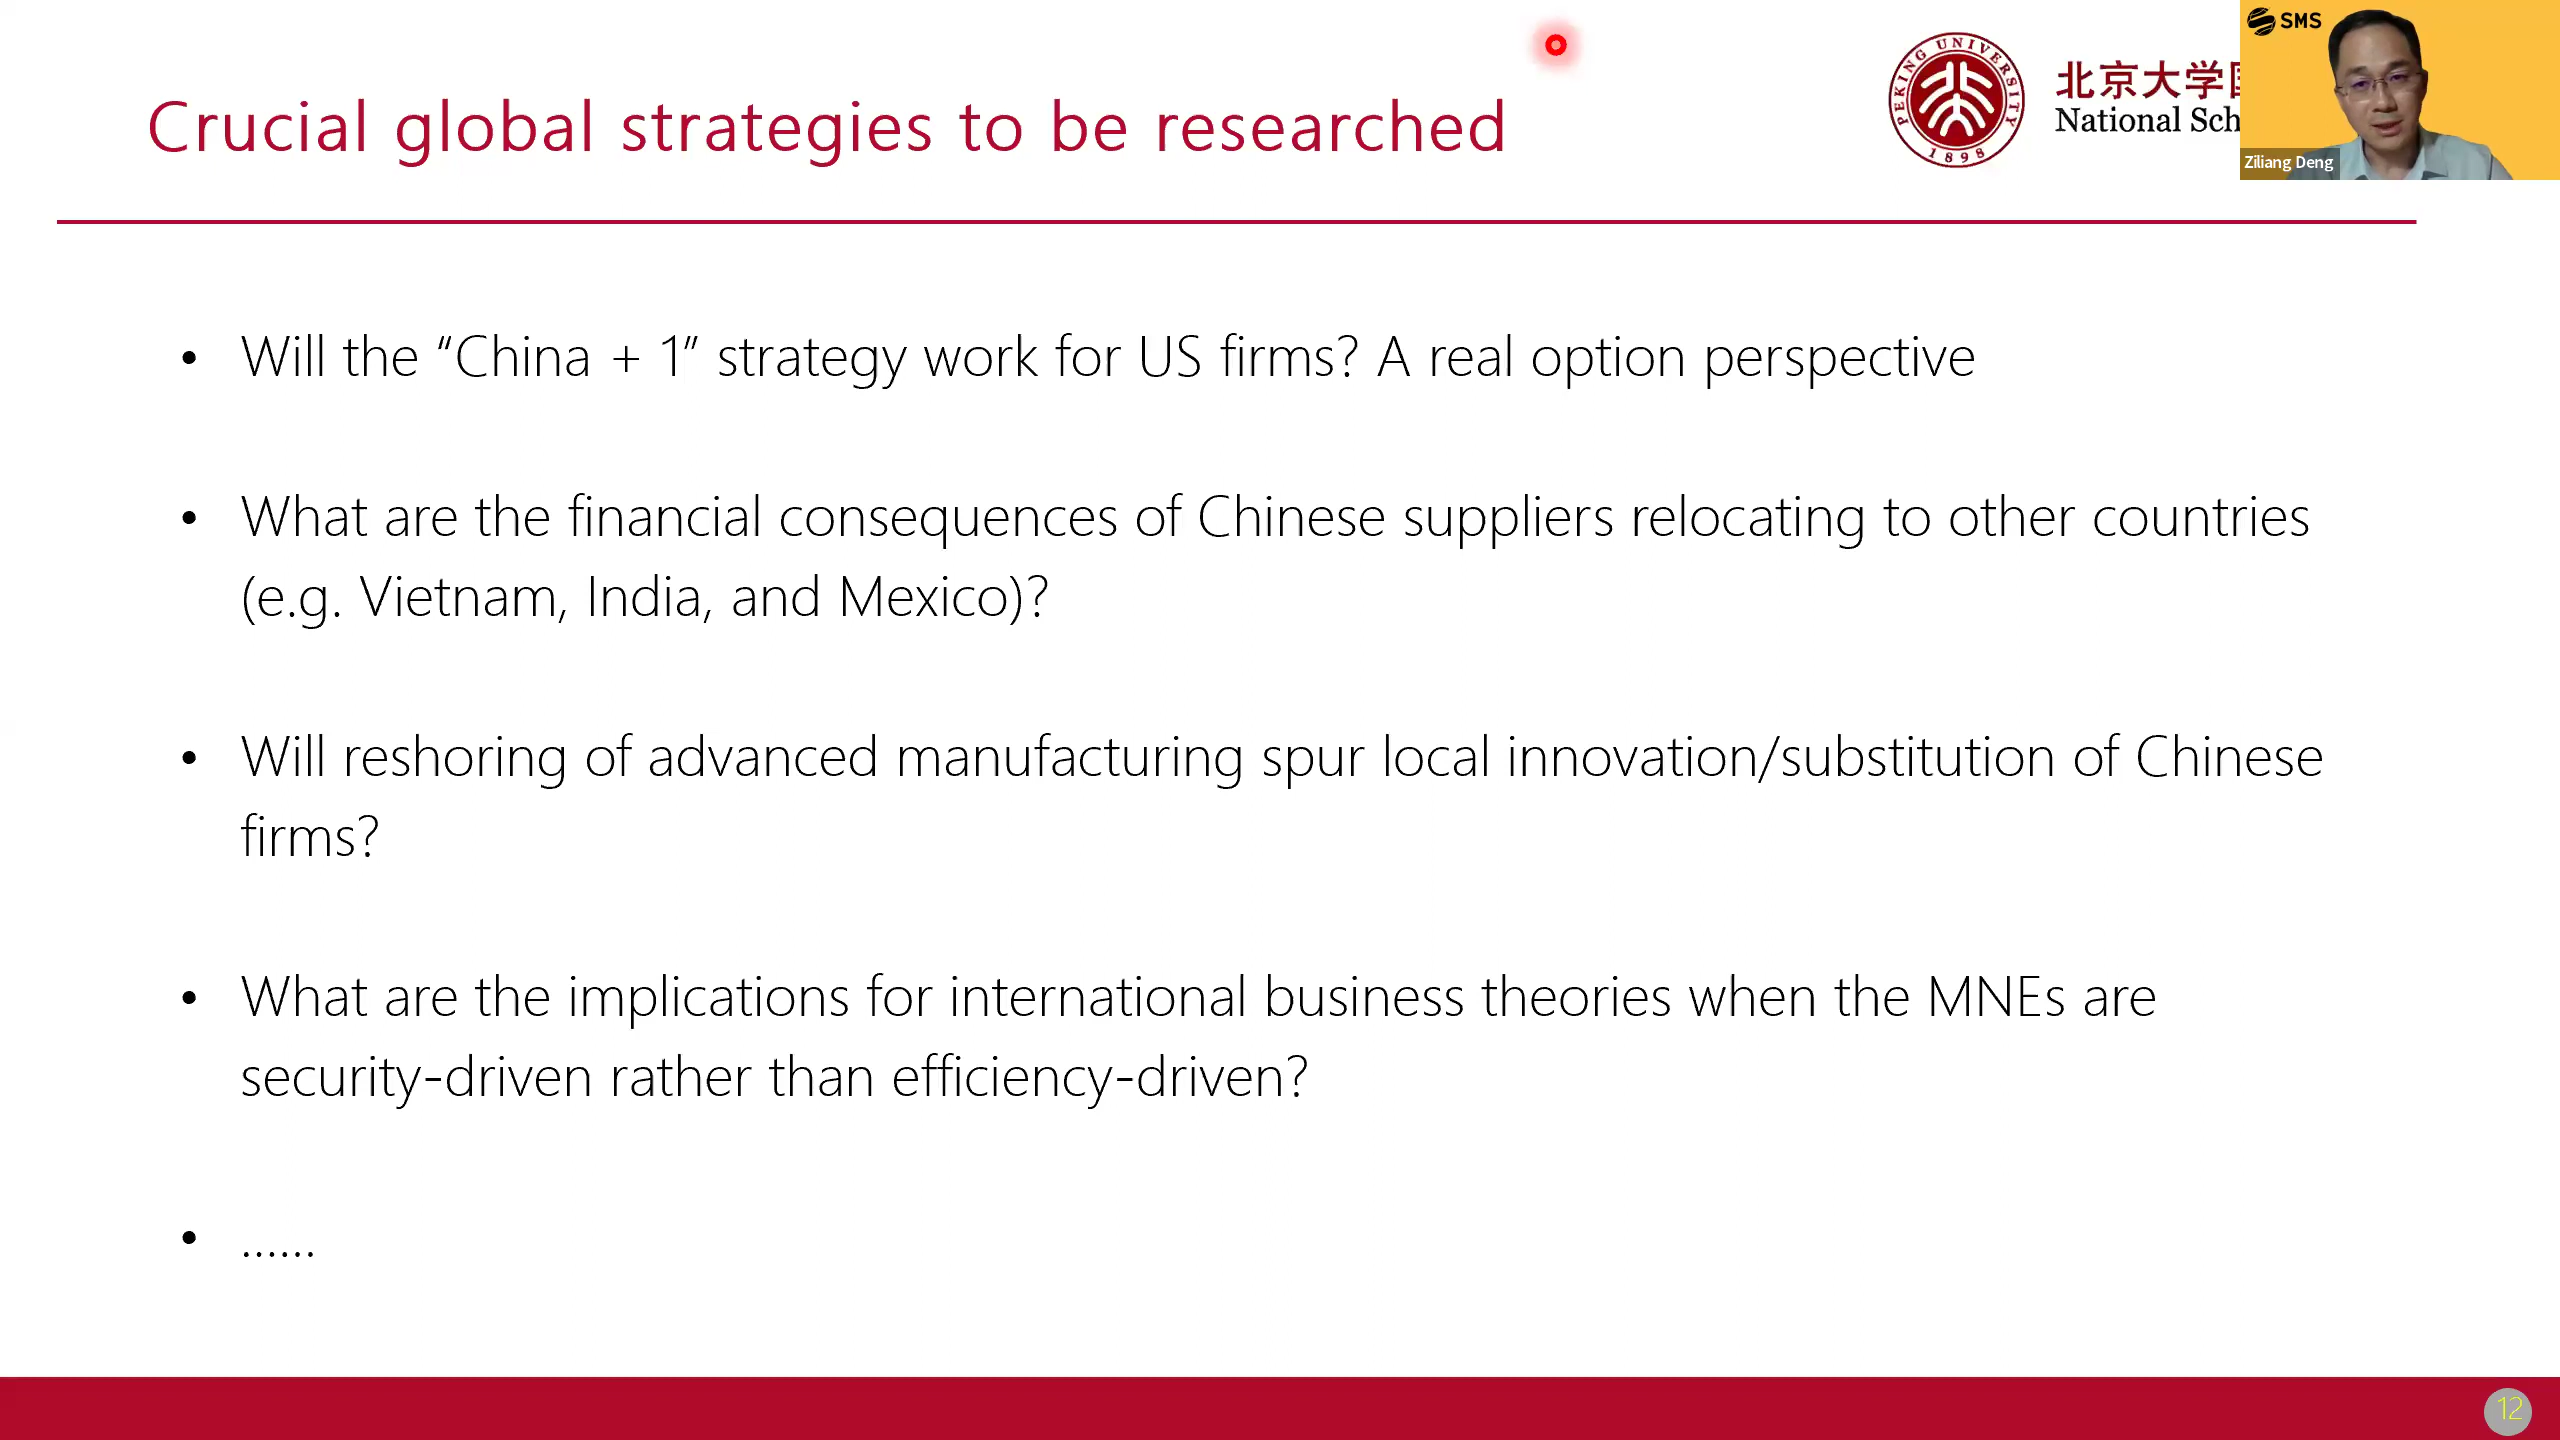 SMS
PEKING UNIVERSITY
1898
北京大学
National
Ziliang Deng
Crucial global strategies to be researched
• Will the “China + 1” strategy work for US firms? A real option perspective
• What are the financial consequences of Chinese suppliers relocating to other countries
(e.g. Vietnam, India, and Mexico)?
• Will reshoring of advanced manufacturing spur local innovation/substitution of Chinese
firms?
• What are the implications for international business theories when the MNEs are
security-driven rather than efficiency-driven?
• ......
12